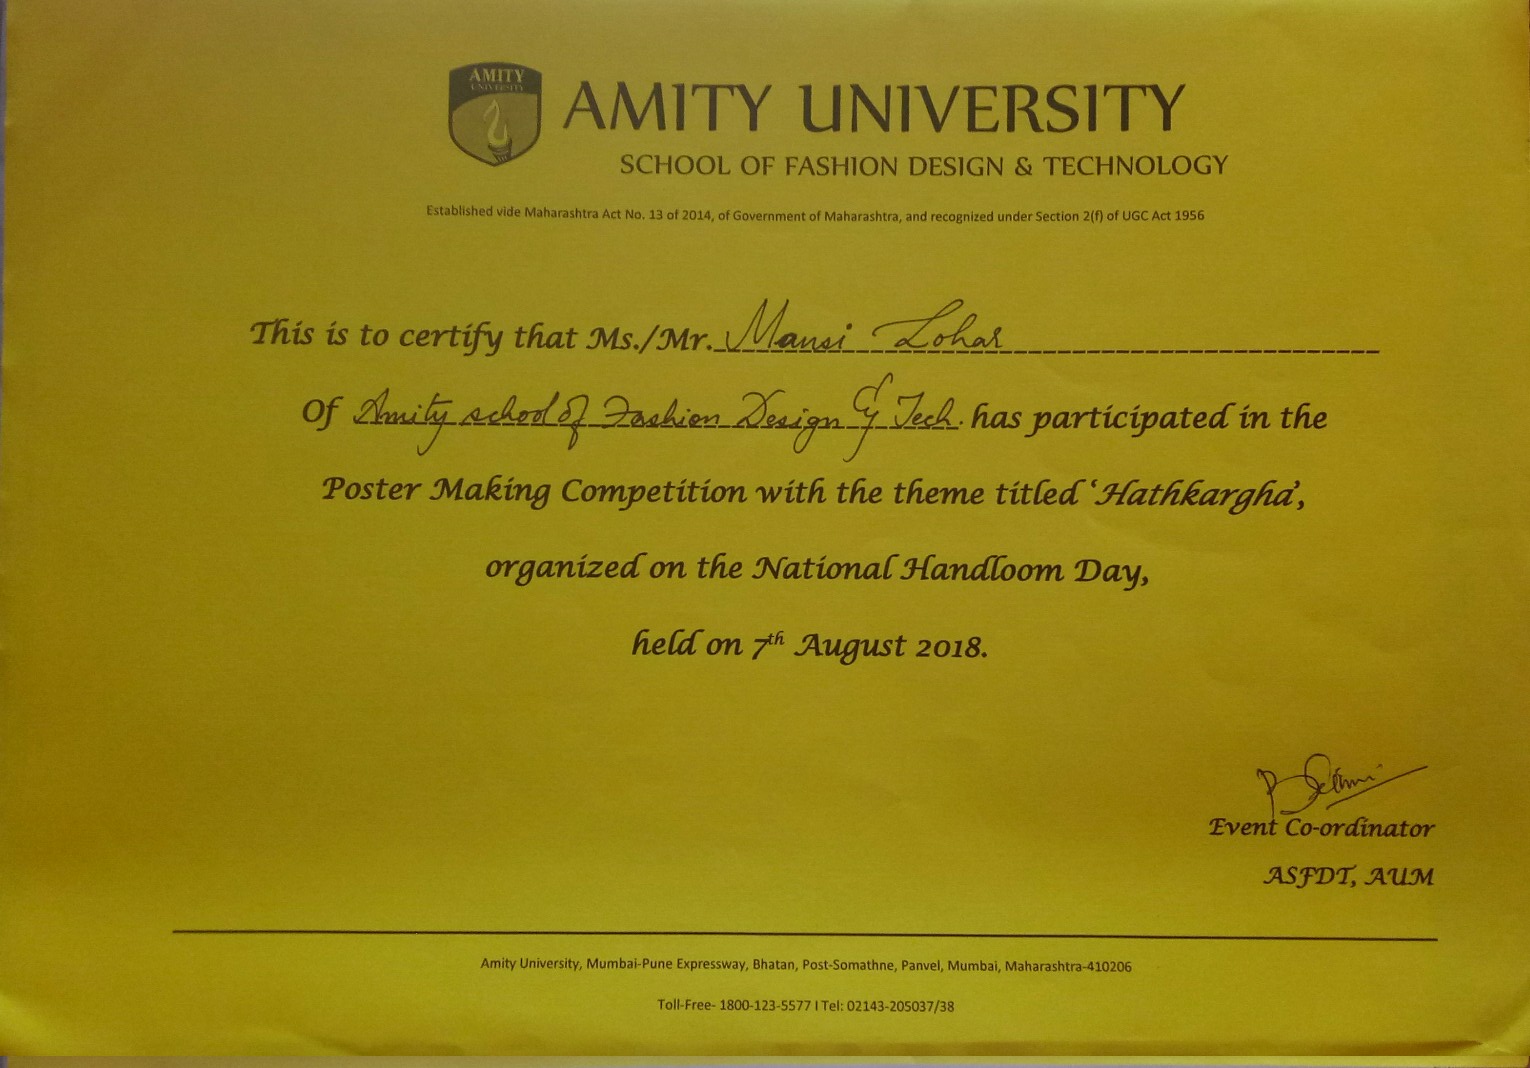 AMITY
UNIVERSITY
AMITY UNIVERSITY
SCHOOL OF FASHION DESIGN & TECHNOLOGY
Established vide Maharashtra Act No. 13 of 2014, of Government of Maharashtra, and recognized under Section 2(f) of UGC Act 1956
This is to certify that Ms./Mr. Mansi Lohar
Of Amity school of Fashion Design & Tech. has participated in the
Poster Making Competition with the theme titled ‘Hathkargha’,
organized on the National Handloom Day,
held on 7th August 2018.
Event Co-ordinator
ASFDT, AUM
Amity University, Mumbai-Pune Expressway, Bhatan, Post-Somathne, Panvel, Mumbai, Maharashtra-410206
Toll-Free- 1800-123-5577 I Tel: 02143-205037/38